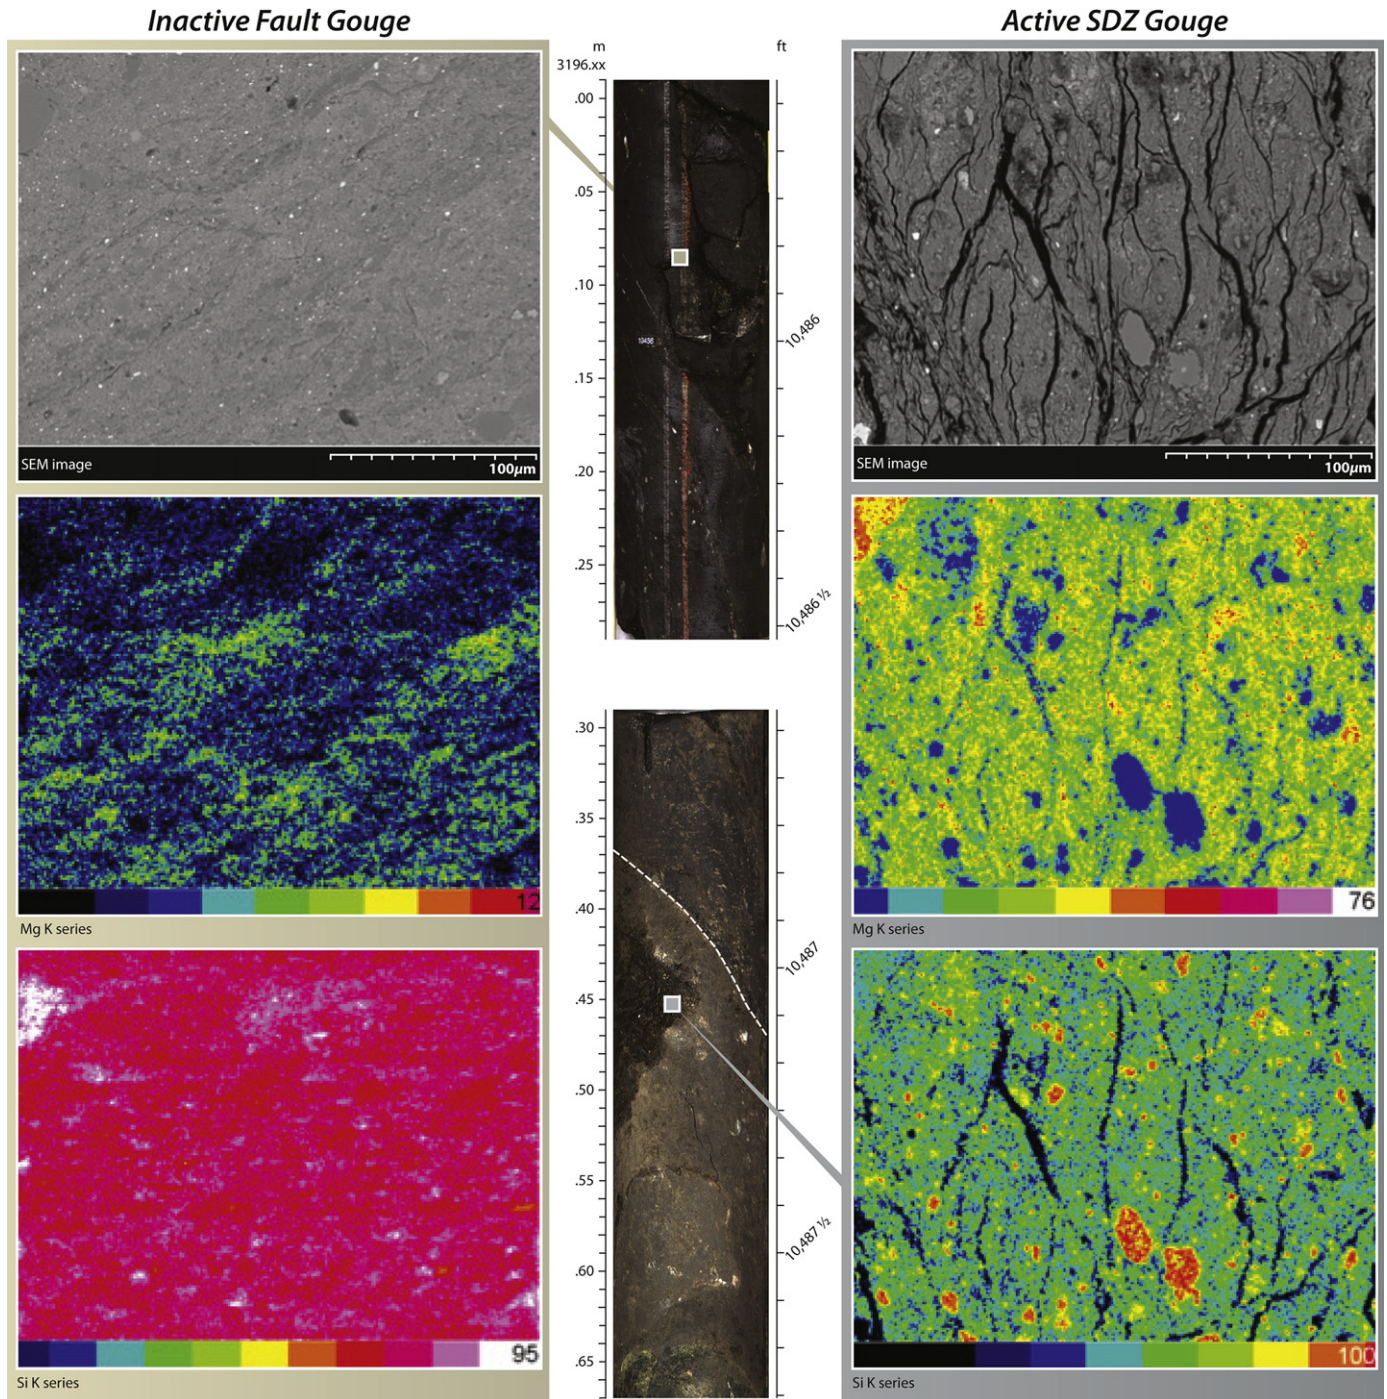 Inactive Fault Gouge
Active SDZ Gouge
m
ft
3196.xx
.00
.05
.10
.15
.20
.25
10,486
10,486 ½
10486
SEM image
100µm
SEM image
100µm
12
Mg K series
76
Mg K series
.30
.35
.40
.45
.50
.55
.60
.65
10,487
10,487 ½
95
Si K series
100
Si K series